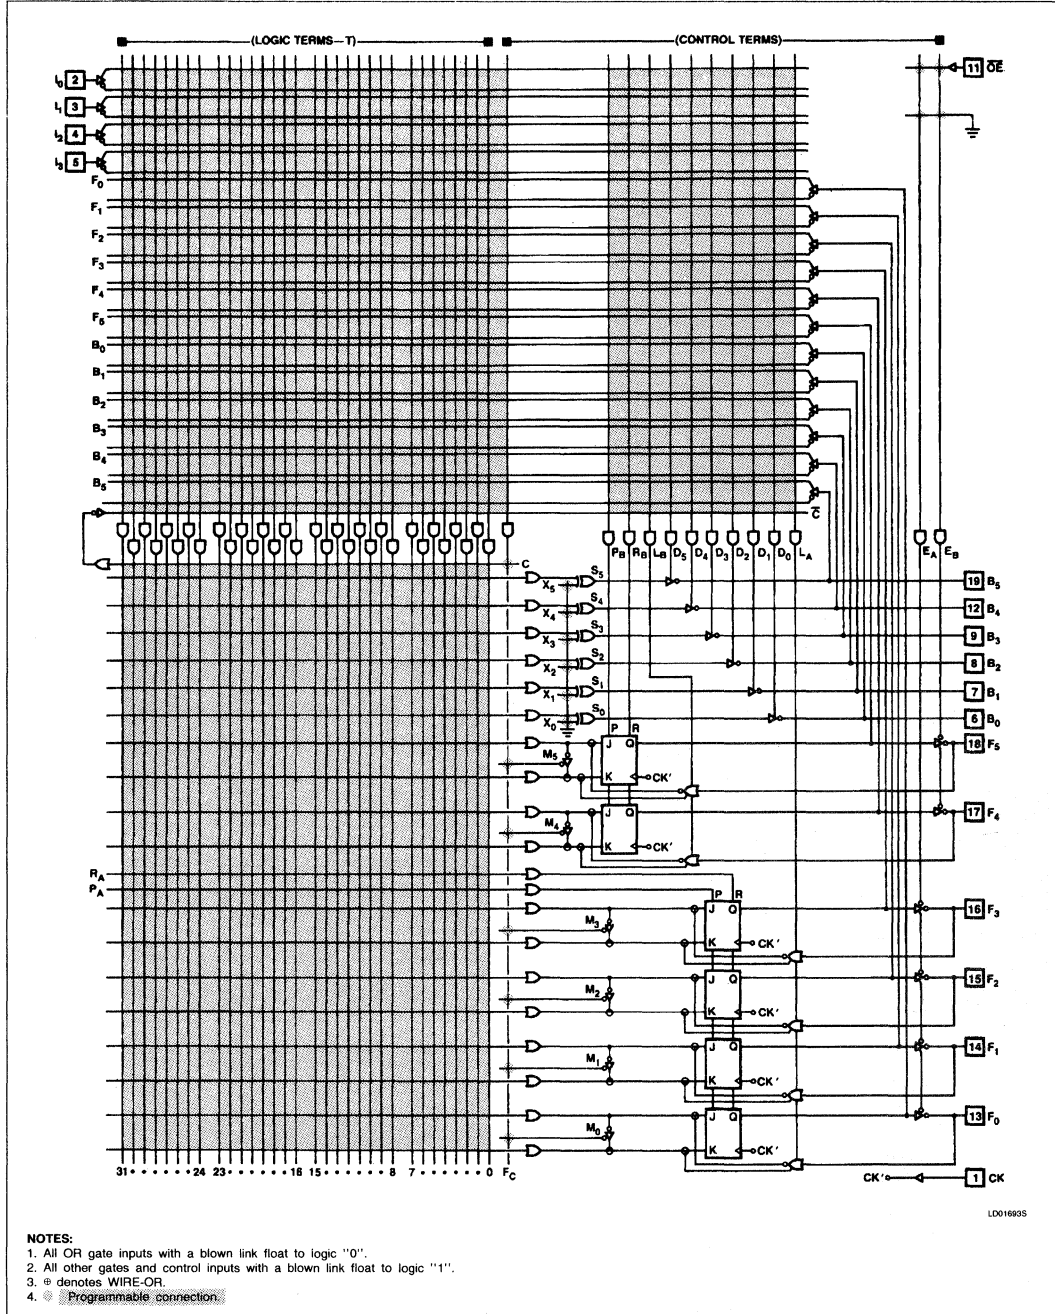 (LOGIC TERMS—T)
(CONTROL TERMS)
I0 2
11 OE
I1 3
I2 4
I3 5
F0
F1
F2
F3
F4
F5
B0
B1
B2
B3
B4
B5
C
PB RB LB D5 D4 D3 D2 D1 D0 LA EA EB
C
X5 S5 19 B5
X4 S4 12 B4
X3 S3 9 B3
X2 S2 8 B2
X1 S1 7 B1
X0 S0 6 B0
P R
M5 J Q 18 F5
K CK'
M4 J Q 17 F4
K CK'
RA
PA
P R
M3 J Q 16 F3
K CK'
M2 J Q 15 F2
K CK'
M1 J Q 14 F1
K CK'
M0 J Q 13 F0
K CK'
31 24 23 16 15 8 7 0 FC
CK' 1 CK
LD01693S
NOTES:
1. All OR gate inputs with a blown link float to logic ''0''.
2. All other gates and control inputs with a blown link float to logic ''1''.
3. ⊕ denotes WIRE-OR.
4. Programmable connection.